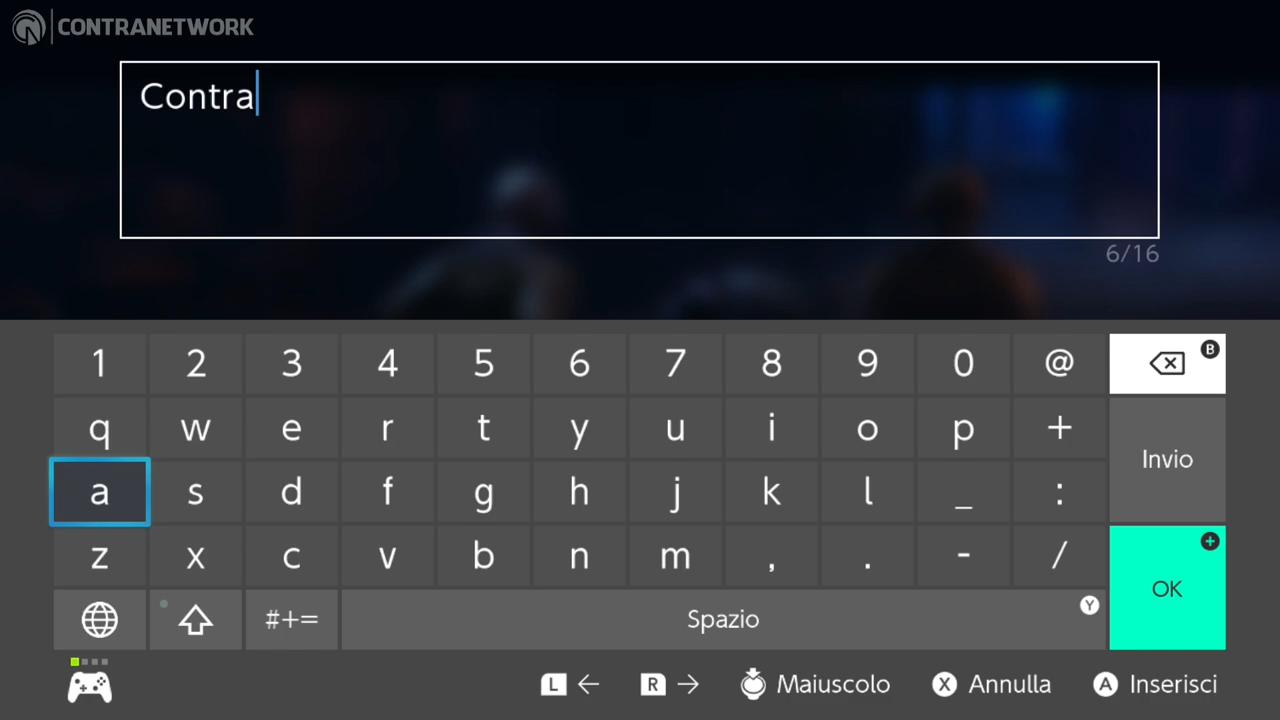 CONTRANETWORK
Contra
6/16
1 2 3 4 5 6 7 8 9 0 @ B
q w e r t y u i o p +
Invio
a s d f g h j k l _ :
z x c v b n m , . - /
OK +
#+= Spazio Y
L ← R → Maiuscolo X Annulla A Inserisci